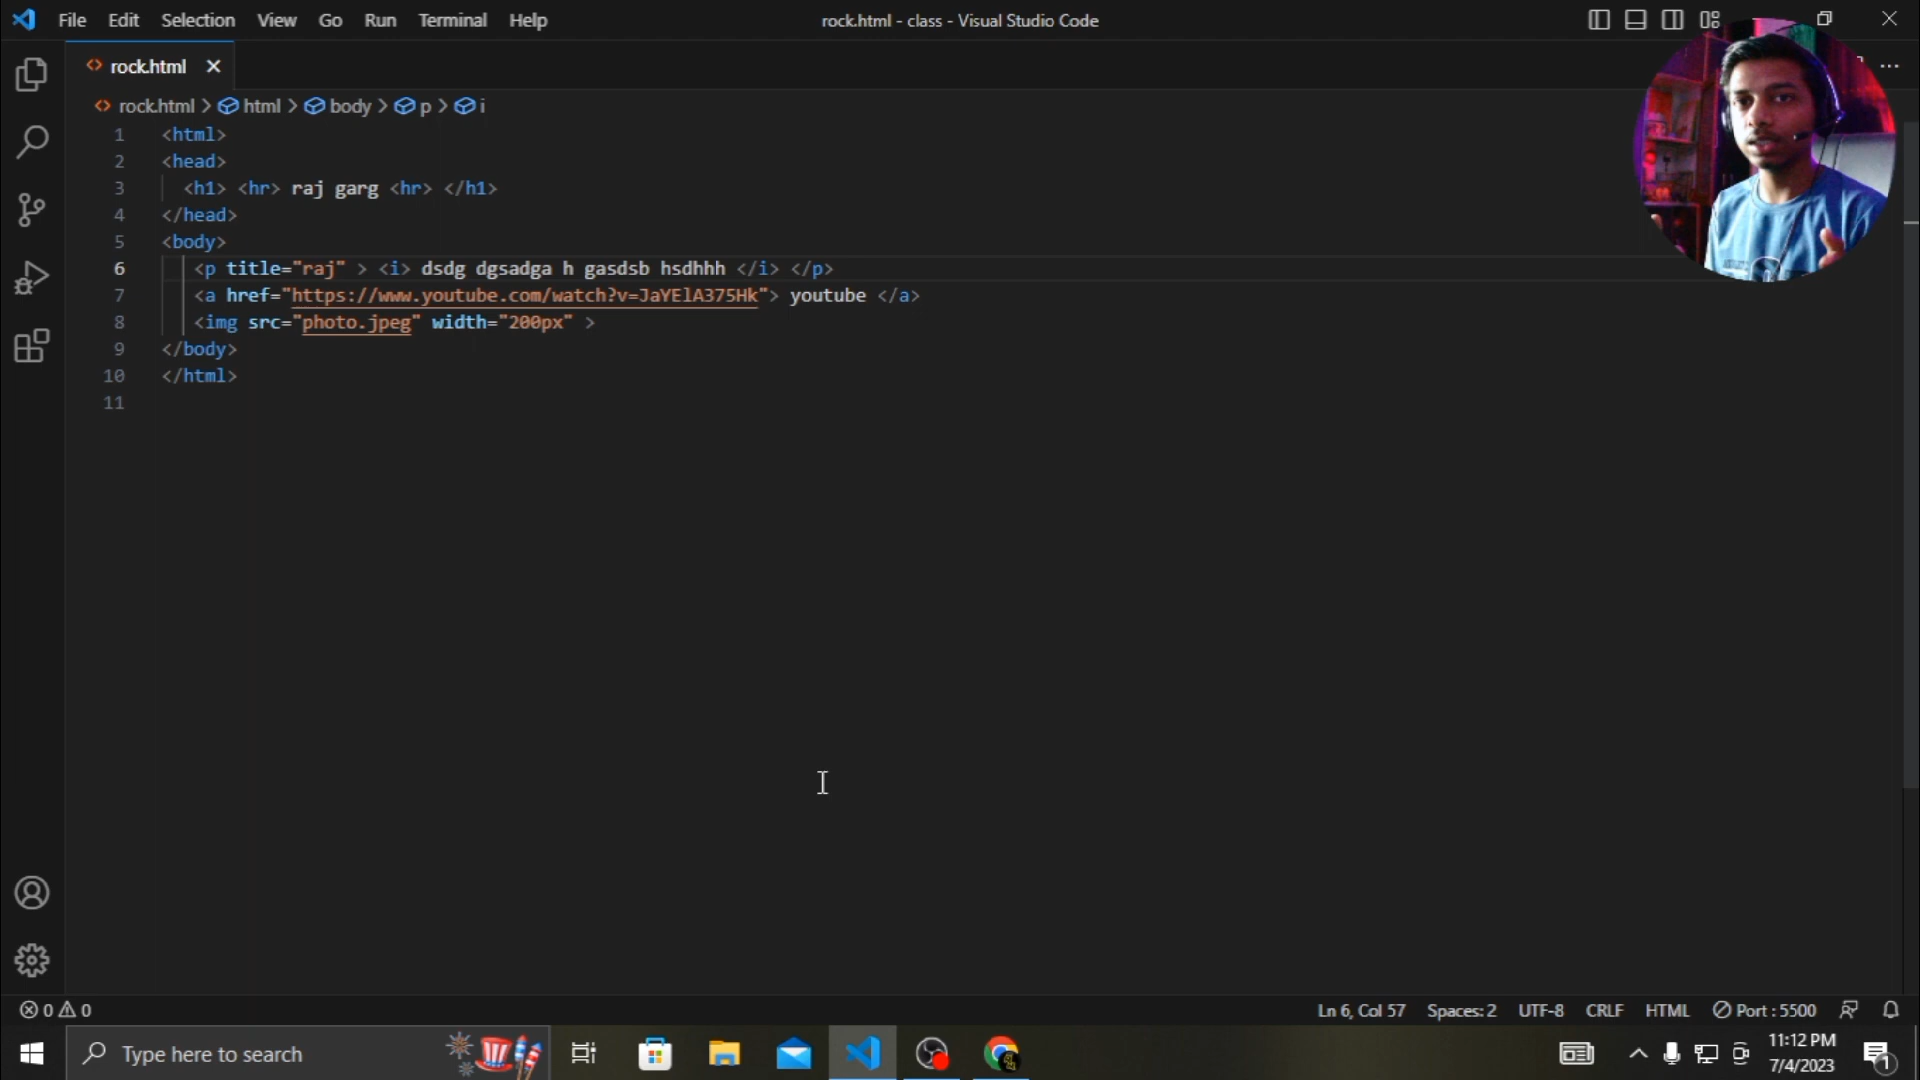 File Edit Selection View Go Run Terminal Help
rock.html - class - Visual Studio Code
rock.html
rock.html > html > body > p > i
1 <html>
2 <head>
3 <h1> <hr> raj garg <hr> </h1>
4 </head>
5 <body>
6 <p title="raj" > <i> dsdg dgsadga h gasdsb hsdhhh </i> </p>
7 <a href="https://www.youtube.com/watch?v=JaYElA375Hk"> youtube </a>
8 <img src="photo.jpeg" width="200px" >
9 </body>
10 </html>
11
0 0
Ln 6, Col 57 Spaces: 2 UTF-8 CRLF HTML Port : 5500
Type here to search
11:12 PM
7/4/2023
1